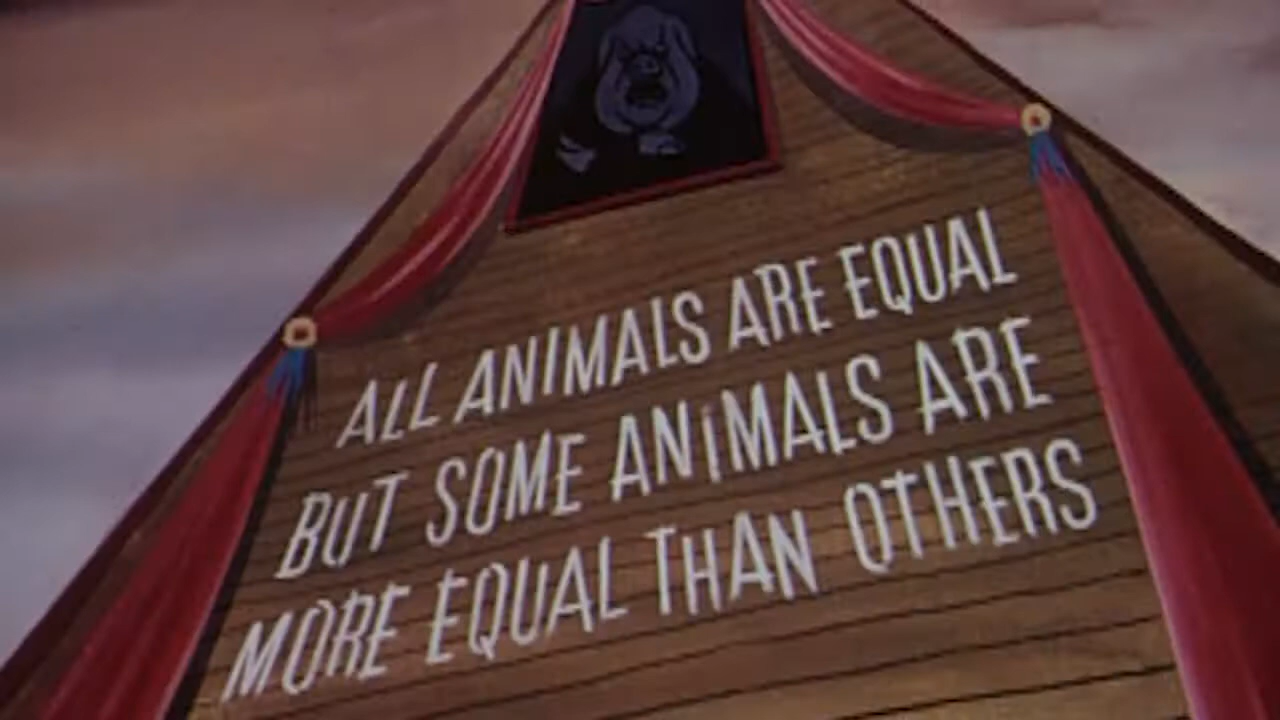 ALL ANIMALS ARE EQUAL
BUT SOME ANIMALS ARE
MORE EQUAL THAN OTHERS